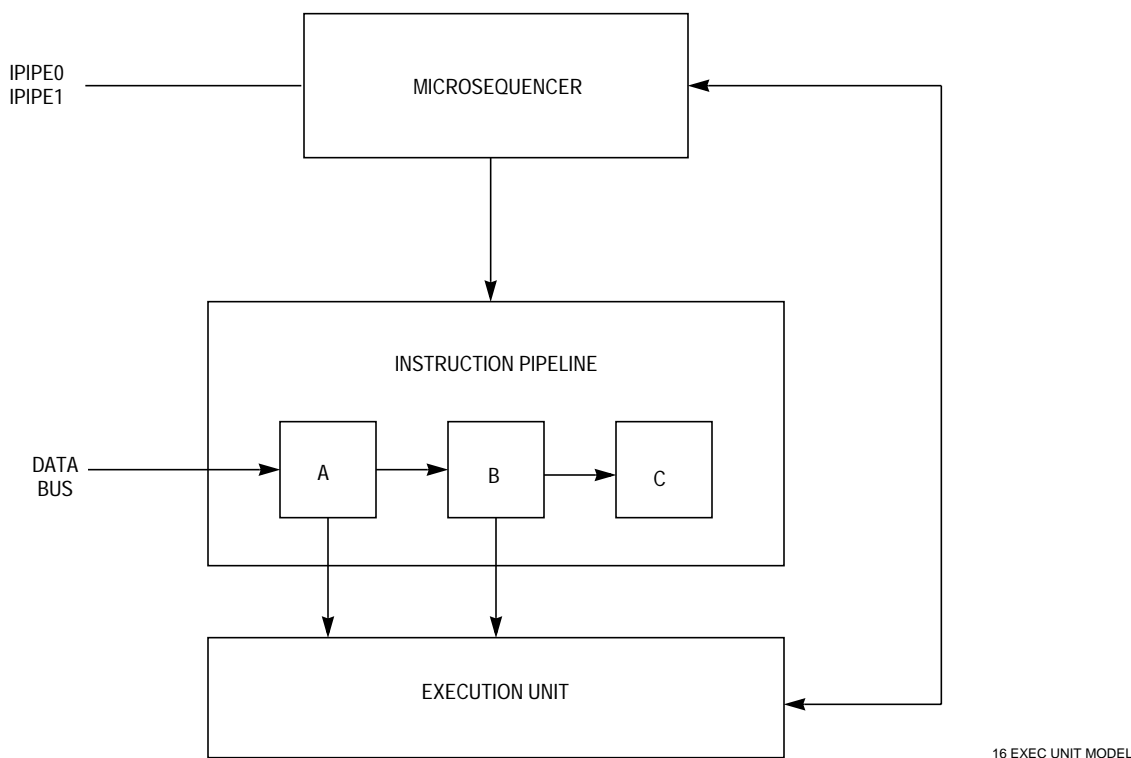 IPIPE0
IPIPE1
MICROSEQUENCER
INSTRUCTION PIPELINE
DATA
BUS
A
B
C
EXECUTION UNIT
16 EXEC UNIT MODEL